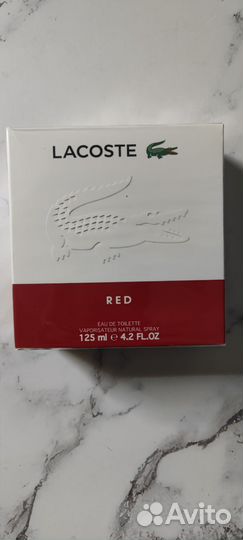 LACOSTE
RED
EAU DE TOILETTE
VAPORISATEUR NATURAL SPRAY
125 ml ℮ 4.2 FL.OZ
Avito